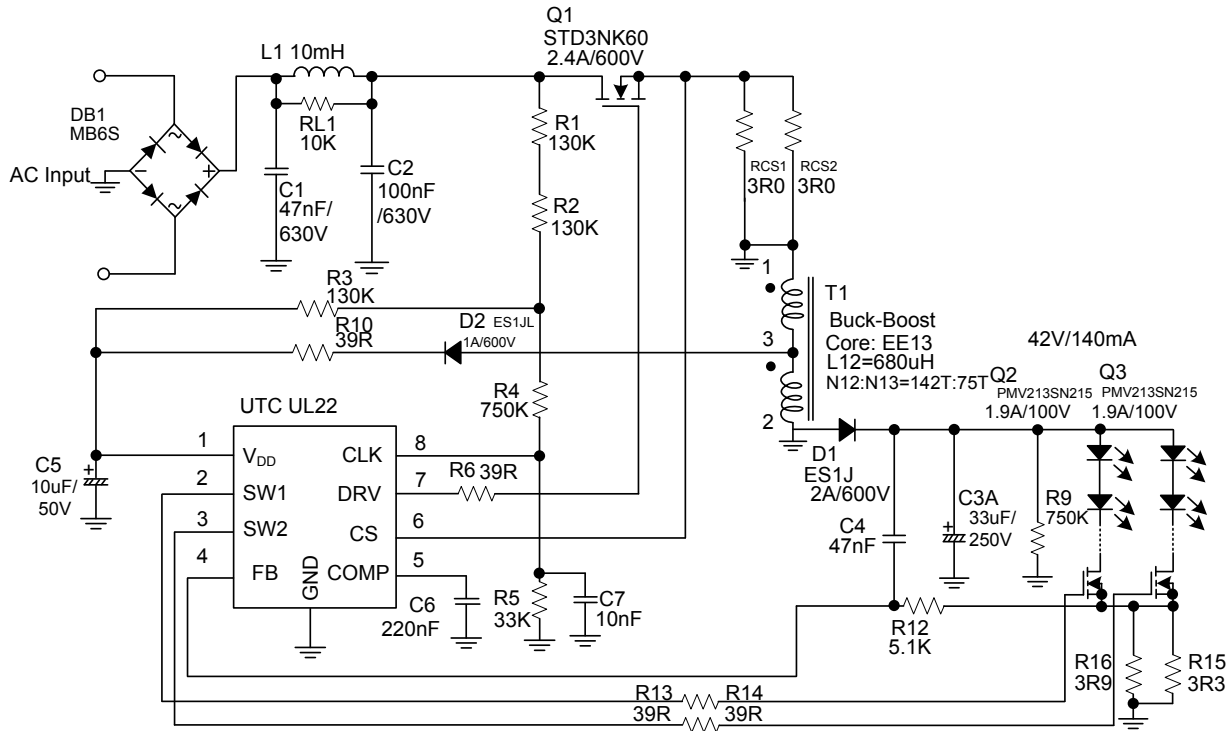 Q1
STD3NK60
2.4A/600V
L1 10mH
DB1
MB6S
~
~
−
+
AC Input
RL1
10K
C1
47nF/
630V
C2
100nF
/630V
R1
130K
R2
130K
RCS1
3R0
RCS2
3R0
R3
130K
R10
39R
D2 ES1JL
1A/600V
1
3
2
T1
Buck-Boost
Core: EE13
L12=680uH
N12:N13=142T:75T
42V/140mA
Q2
PMV213SN215
1.9A/100V
Q3
PMV213SN215
1.9A/100V
R4
750K
UTC UL22
1
2
3
4
VDD
SW1
SW2
FB
GND
CLK
DRV
CS
COMP
8
7
6
5
R6 39R
C5
+
10uF/
50V
D1
ES1J
2A/600V
C4
47nF
C3A
+
33uF/
250V
R9
750K
C6
220nF
R5
33K
C7
10nF
R12
5.1K
R16
3R9
R15
3R3
R13
39R
R14
39R